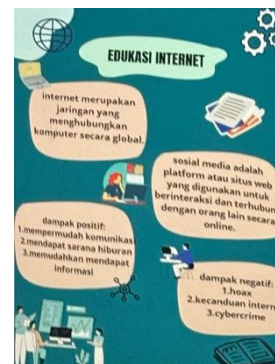 EDUKASI INTERNET
internet merupakan
jaringan yang
menghubungkan
komputer secara global.
sosial media adalah
platform atau situs web
yang digunakan untuk
berinteraksi dan terhubun
dengan orang lain secara
online.
dampak positif:
1.mempermudah komunikasi
2.mendapat sarana hiburan
3.memudahkan mendapat
informasi
dampak negatif:
1.hoax
2.kecanduan intern
3.cybercrime